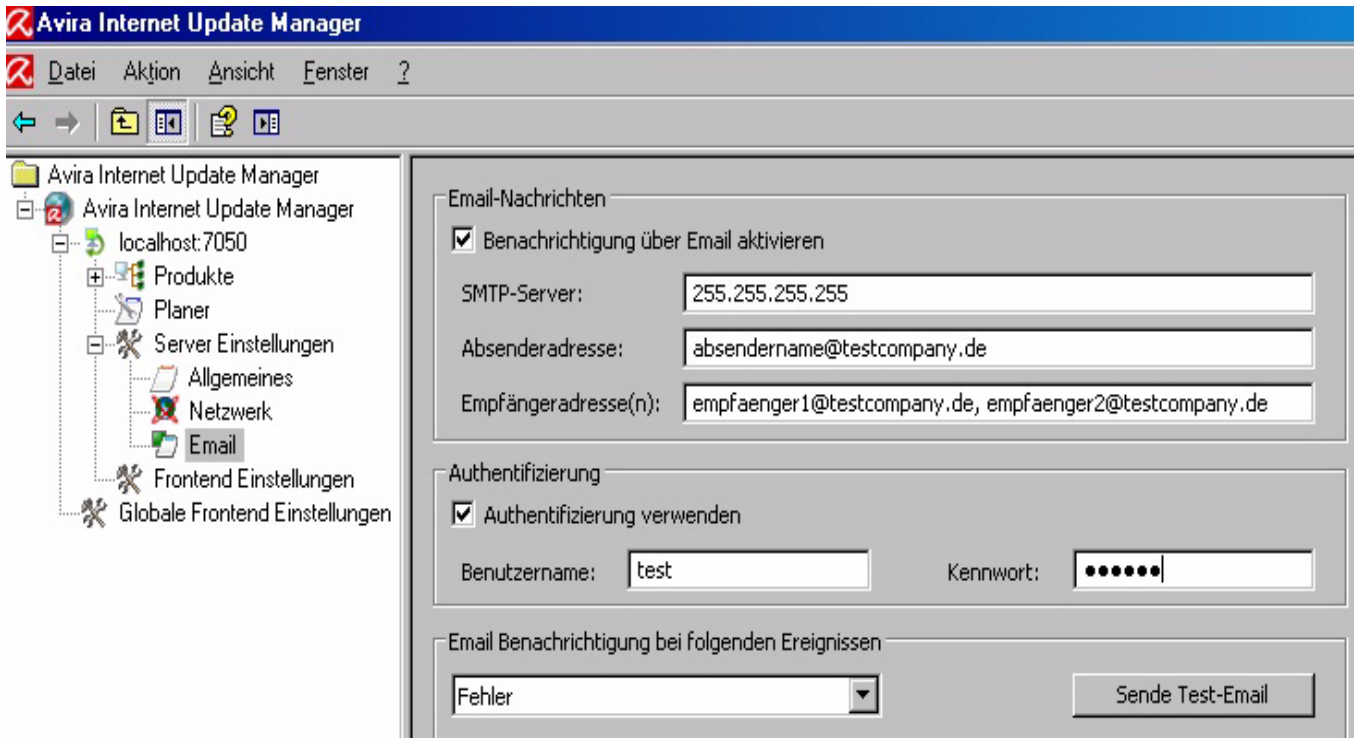 Avira Internet Update Manager
Datei Aktion Ansicht Fenster ?
Avira Internet Update Manager
Avira Internet Update Manager
localhost:7050
Produkte
Planer
Server Einstellungen
Allgemeines
Netzwerk
Email
Frontend Einstellungen
Globale Frontend Einstellungen
Email-Nachrichten
Benachrichtigung über Email aktivieren
SMTP-Server: 255.255.255.255
Absenderadresse: absendername@testcompany.de
Empfängeradresse(n): empfaenger1@testcompany.de, empfaenger2@testcompany.de
Authentifizierung
Authentifizierung verwenden
Benutzername: test Kennwort: ●●●●●●
Email Benachrichtigung bei folgenden Ereignissen
Fehler Sende Test-Email